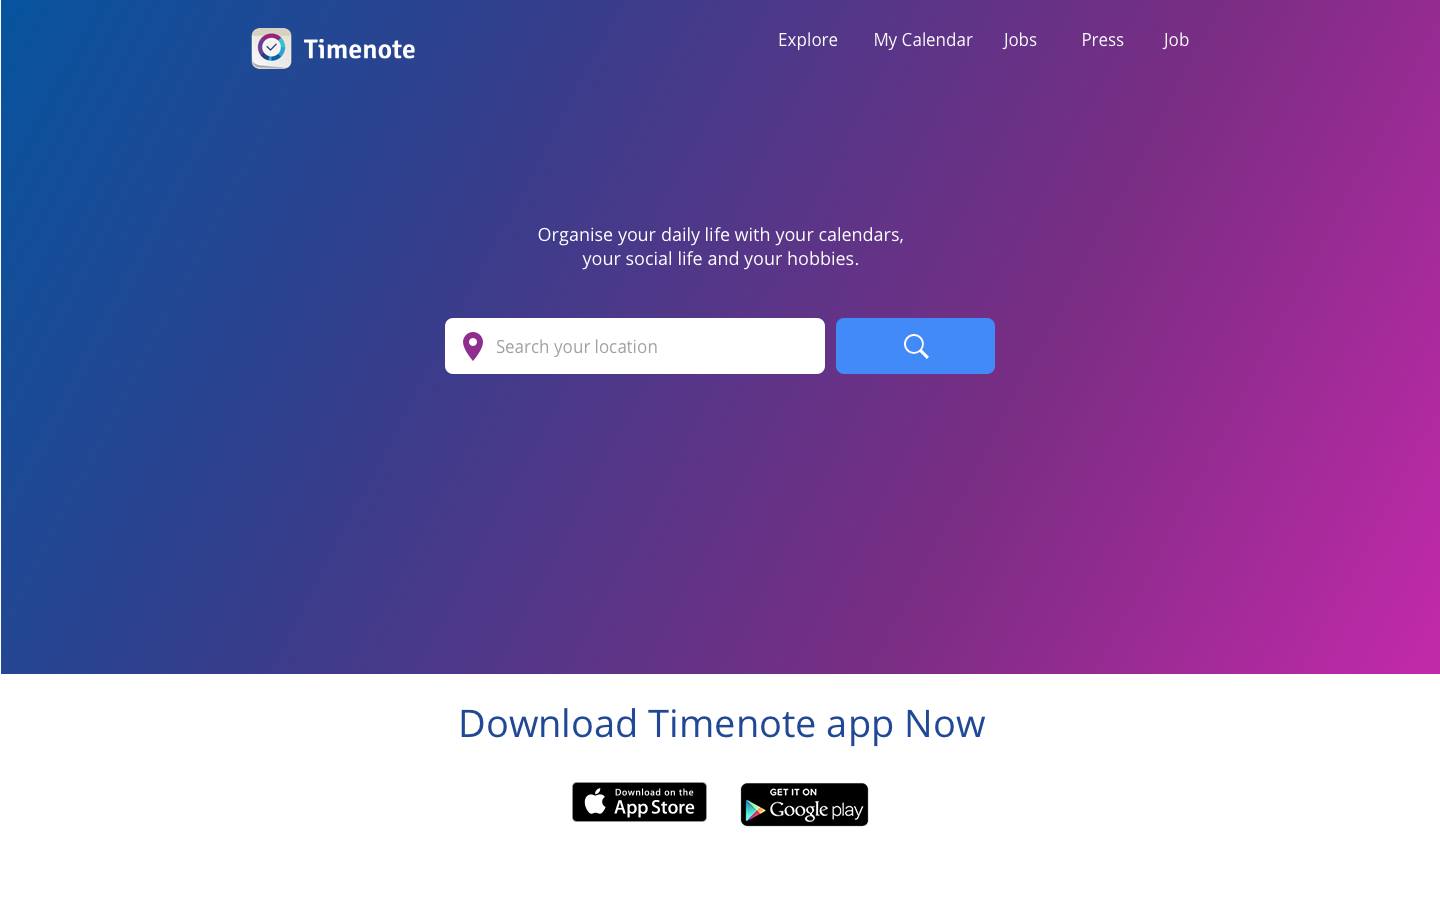 Timenote
Explore
My Calendar
Jobs
Press
Job
Organise your daily life with your calendars,
your social life and your hobbies.
Search your location
Download Timenote app Now
Download on the
App Store
GET IT ON
Google play